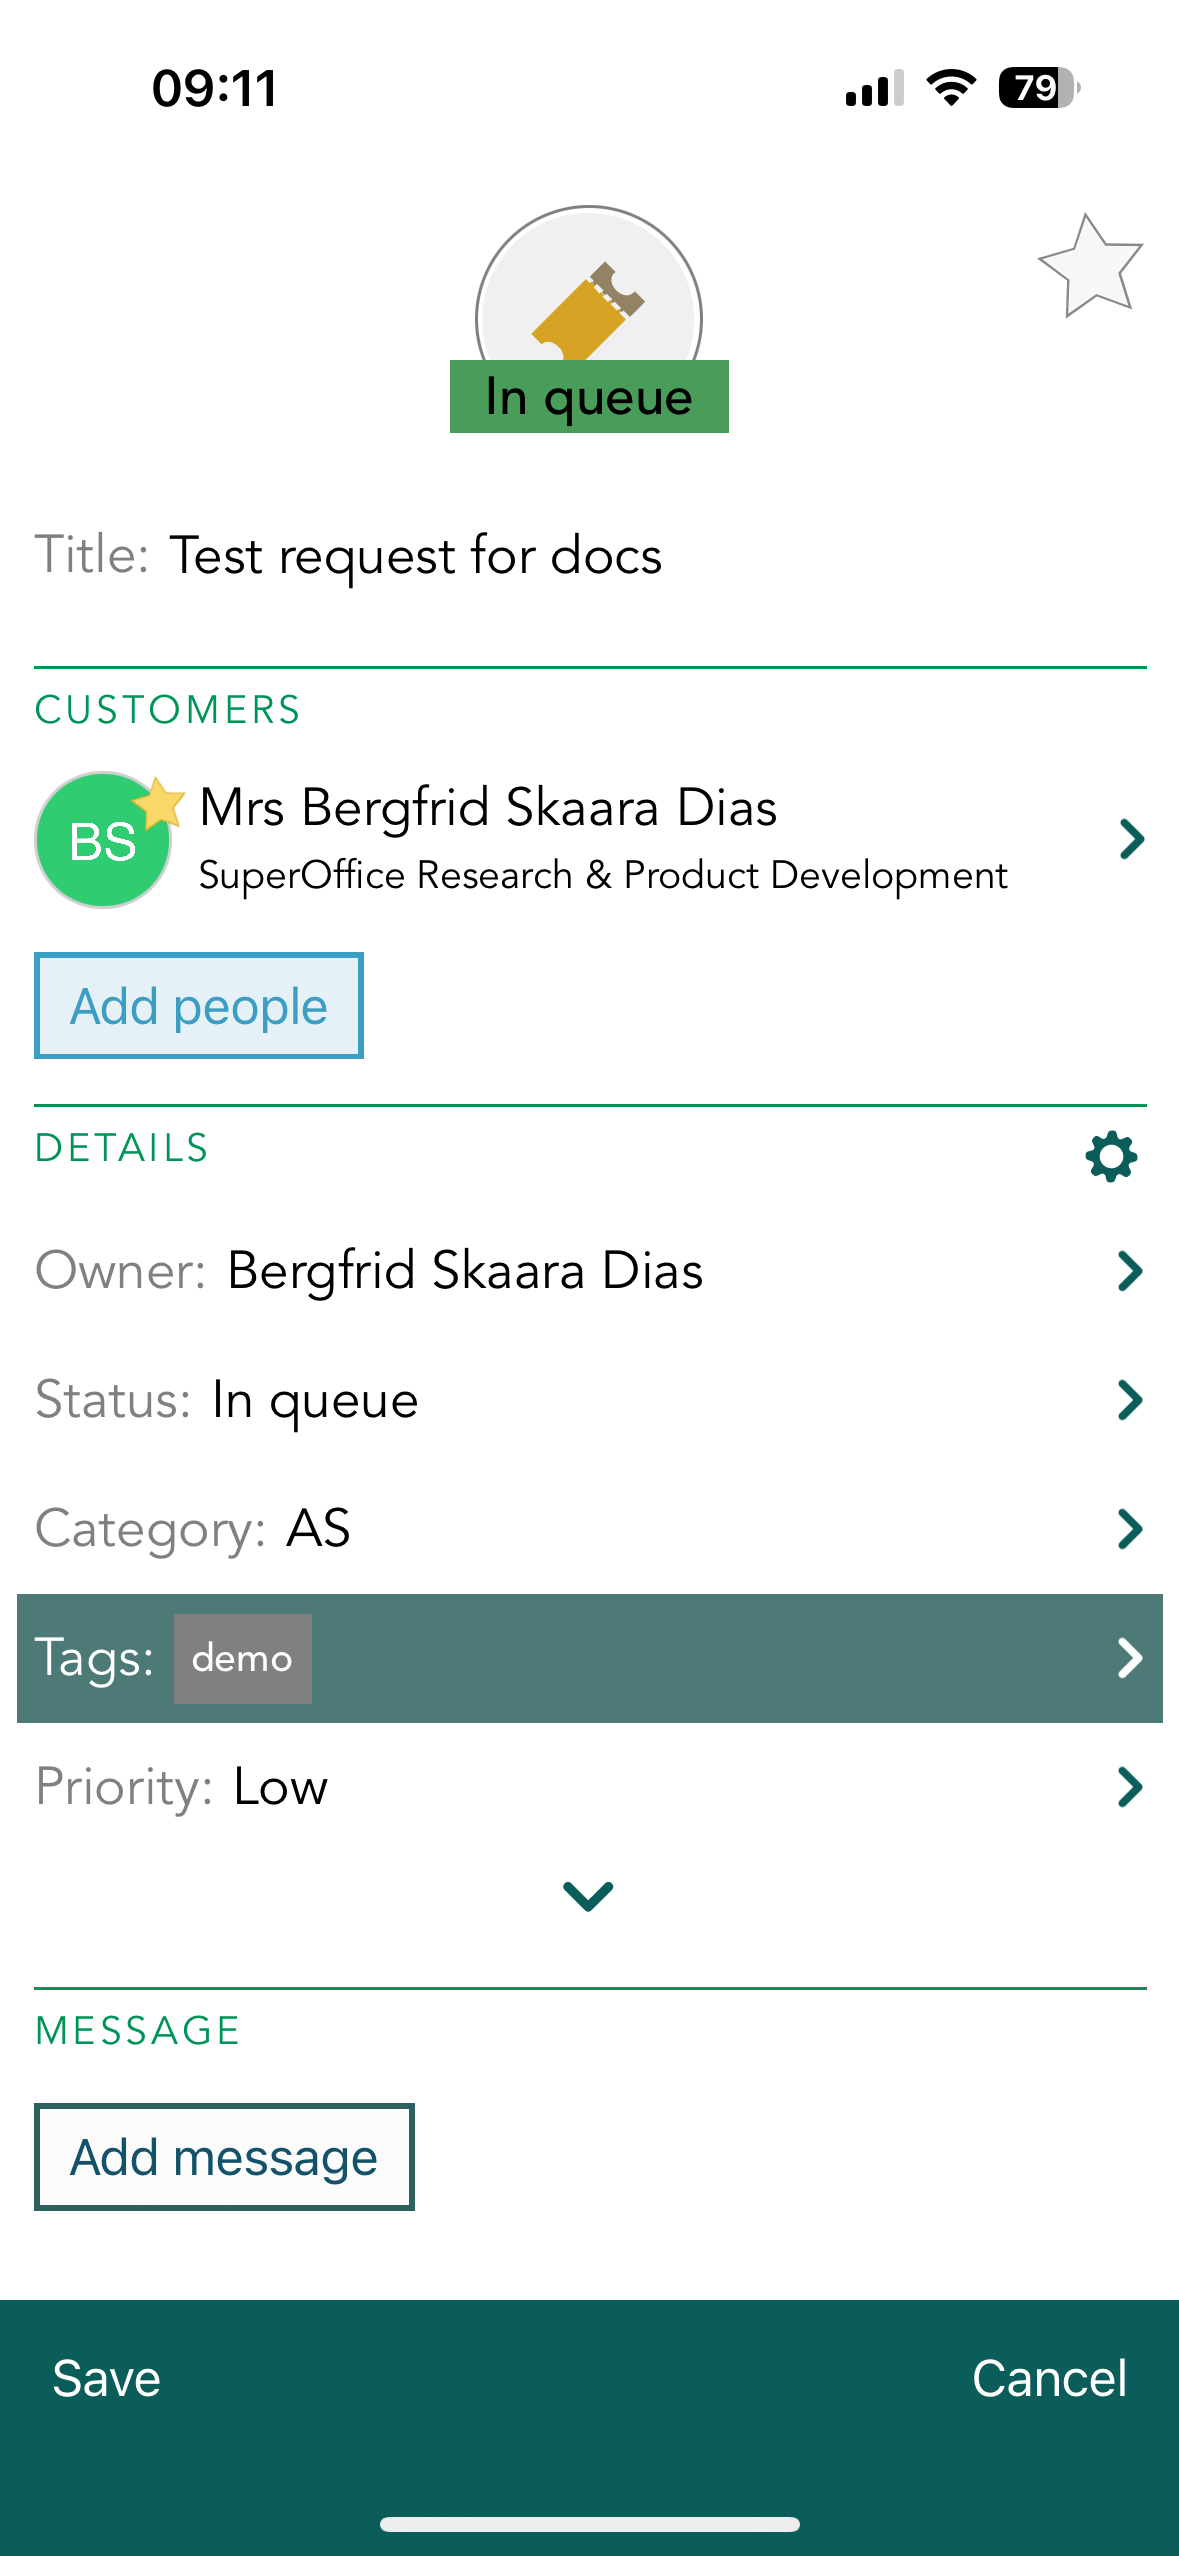 09:11
79
In queue
Title: Test request for docs
CUSTOMERS
BS
Mrs Bergfrid Skaara Dias
SuperOffice Research & Product Development
Add people
DETAILS
Owner: Bergfrid Skaara Dias
Status: In queue
Category: AS
Tags: demo
Priority: Low
MESSAGE
Add message
Save
Cancel